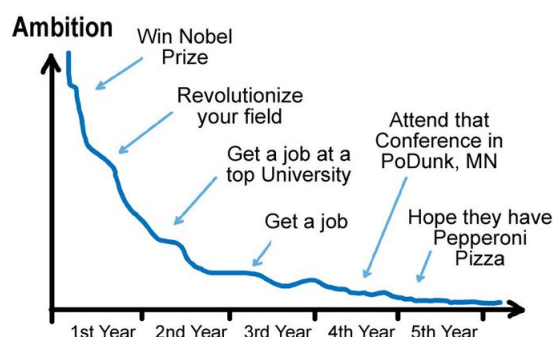 Ambition
Win Nobel
Prize
Revolutionize
your field
Get a job at a
top University
Get a job
Attend that
Conference in
PoDunk, MN
Hope they have
Pepperoni
Pizza
1st Year 2nd Year 3rd Year 4th Year 5th Year